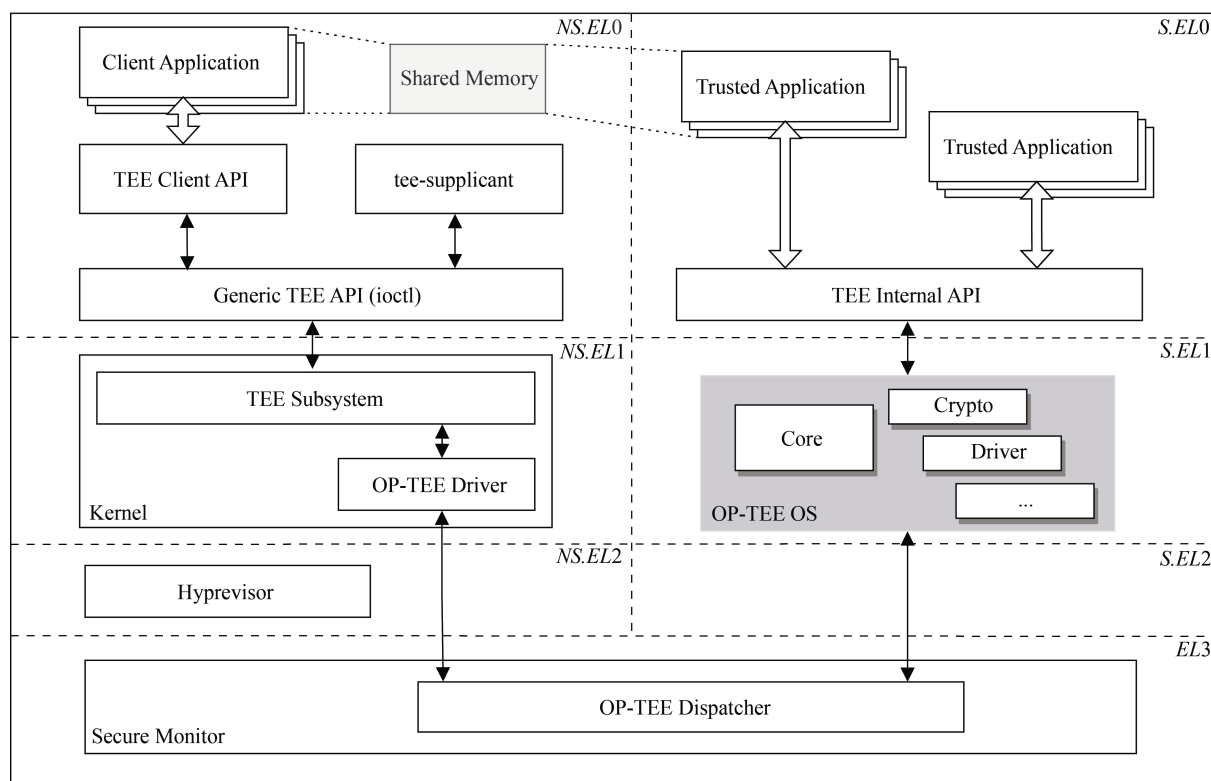 NS.EL0
S.EL0
Client Application
Shared Memory
Trusted Application
Trusted Application
TEE Client API
tee-supplicant
Generic TEE API (ioctl)
TEE Internal API
NS.EL1
S.EL1
TEE Subsystem
Crypto
Core
Driver
OP-TEE Driver
...
Kernel
OP-TEE OS
NS.EL2
S.EL2
Hyprevisor
EL3
OP-TEE Dispatcher
Secure Monitor